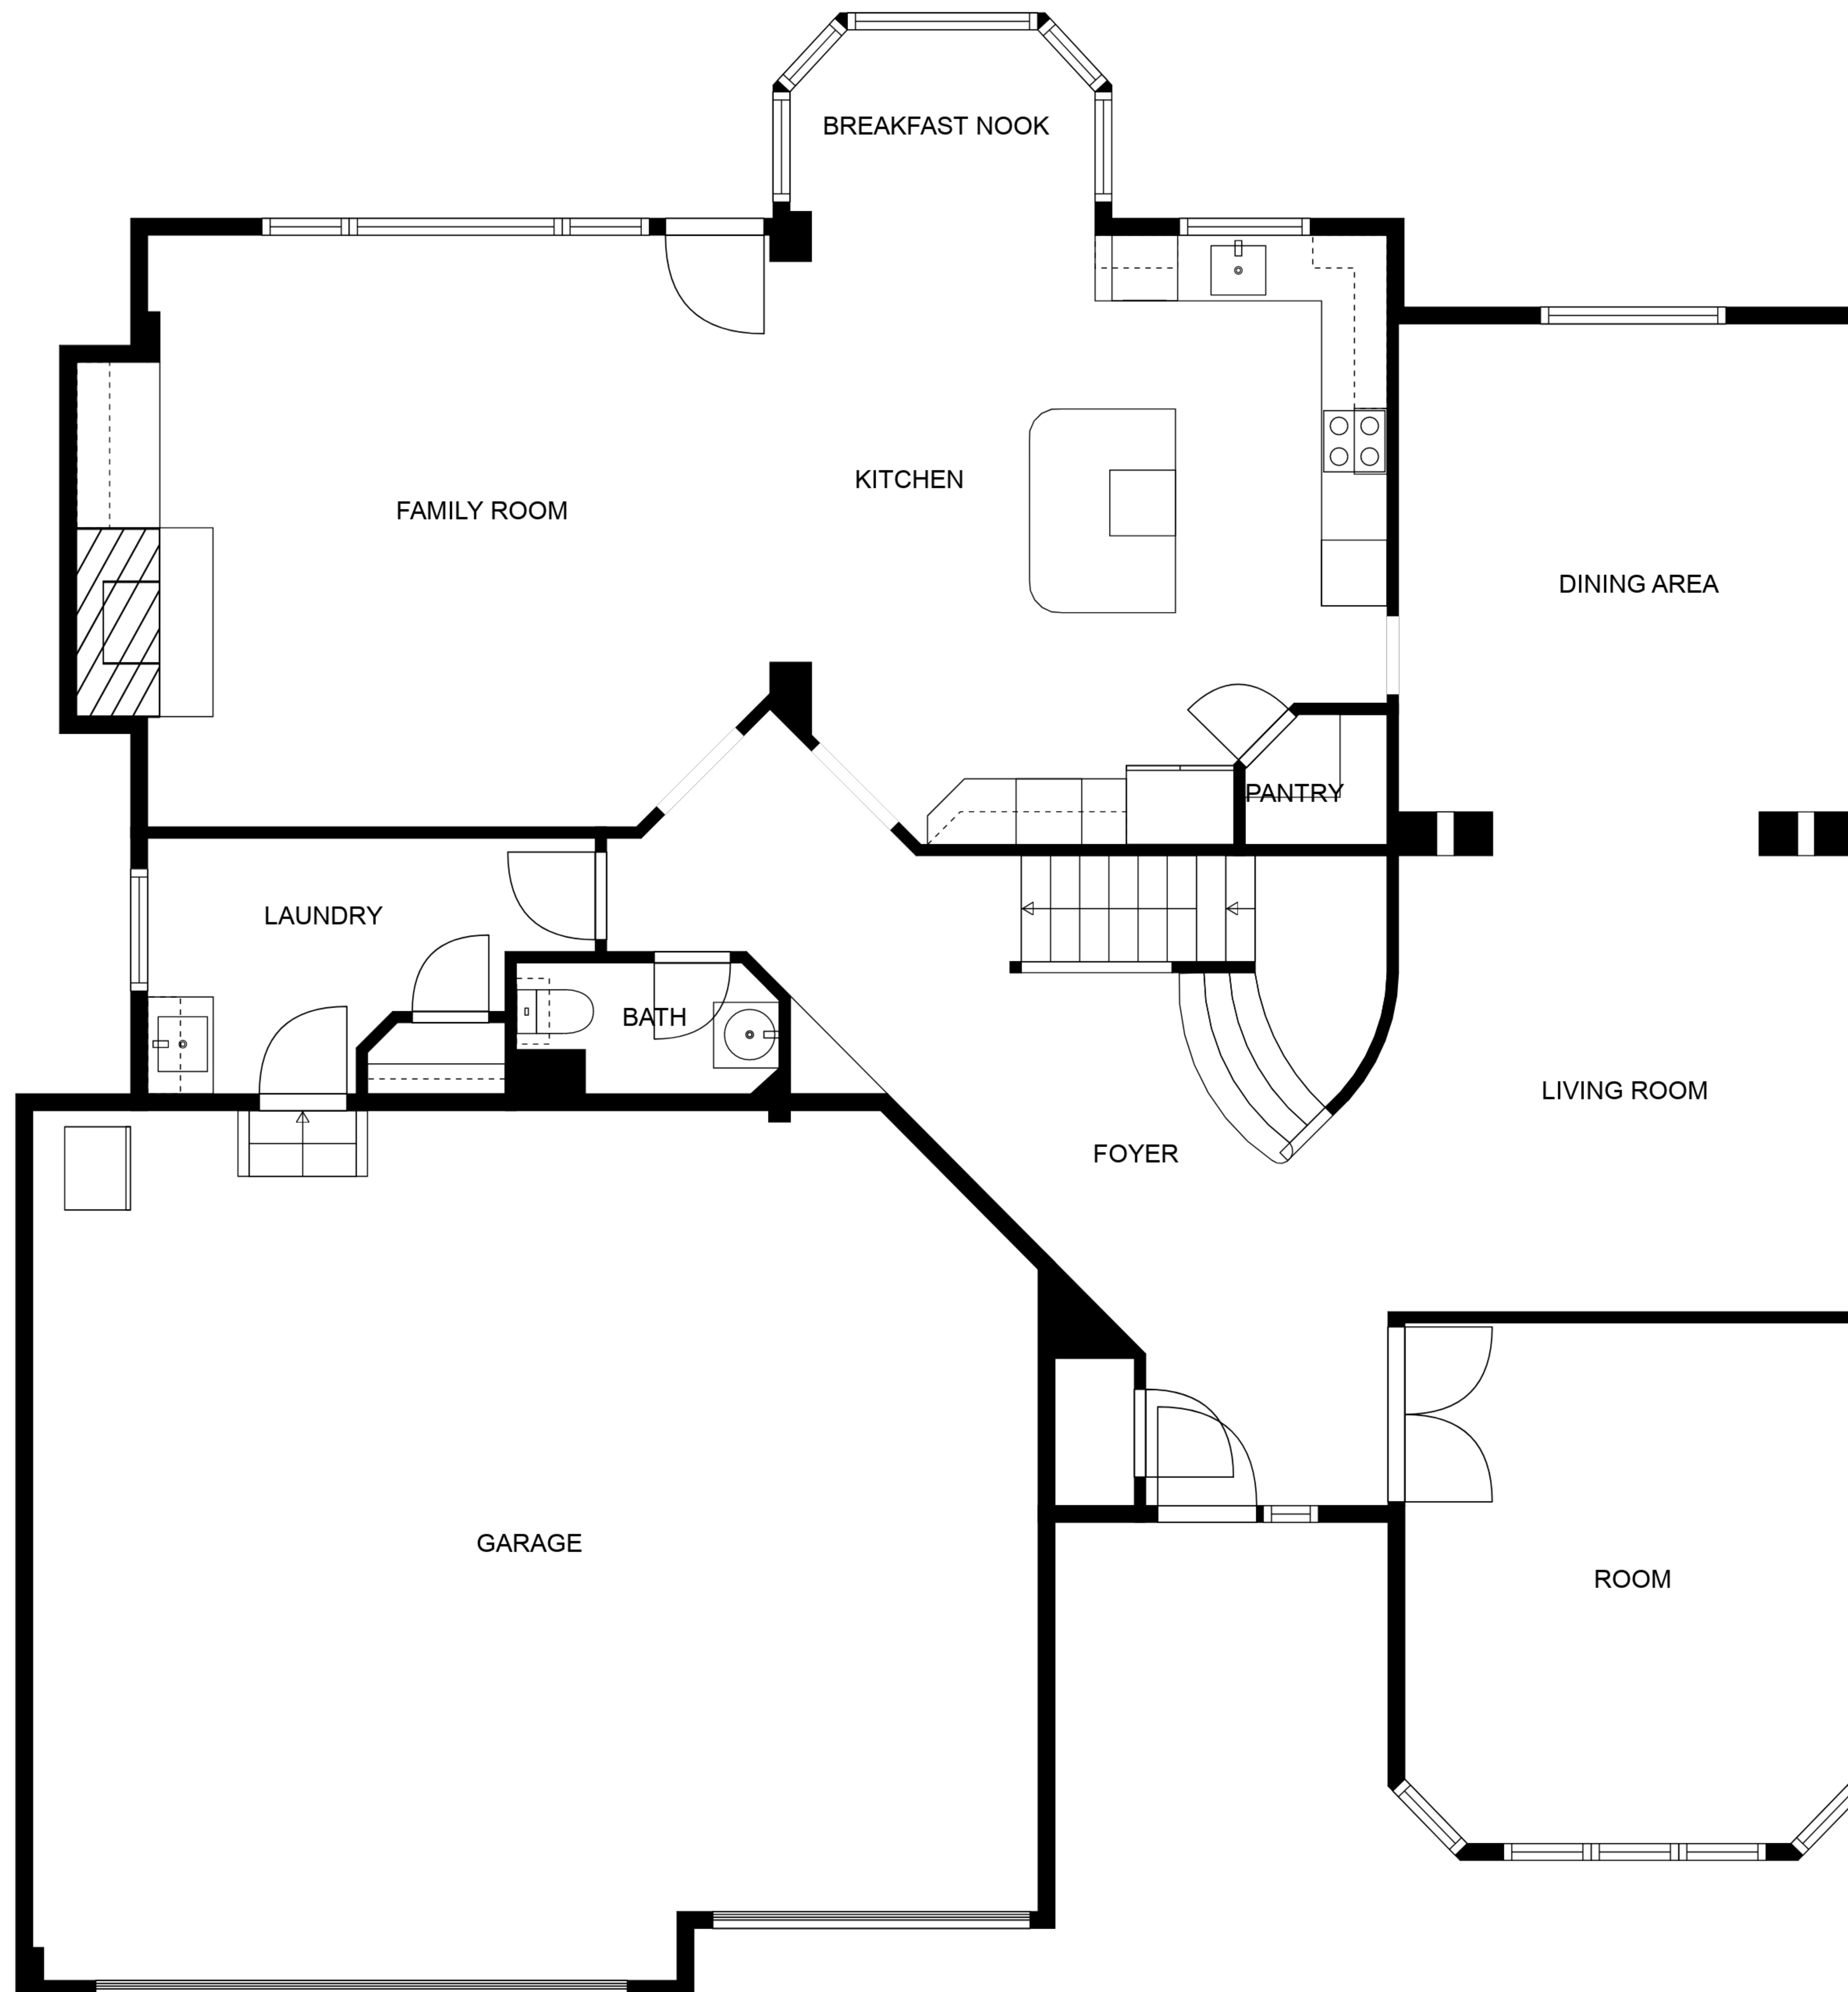 BREAKFAST NOOK
KITCHEN
FAMILY ROOM
DINING AREA
PANTRY
LAUNDRY
BATH
LIVING ROOM
FOYER
GARAGE
ROOM